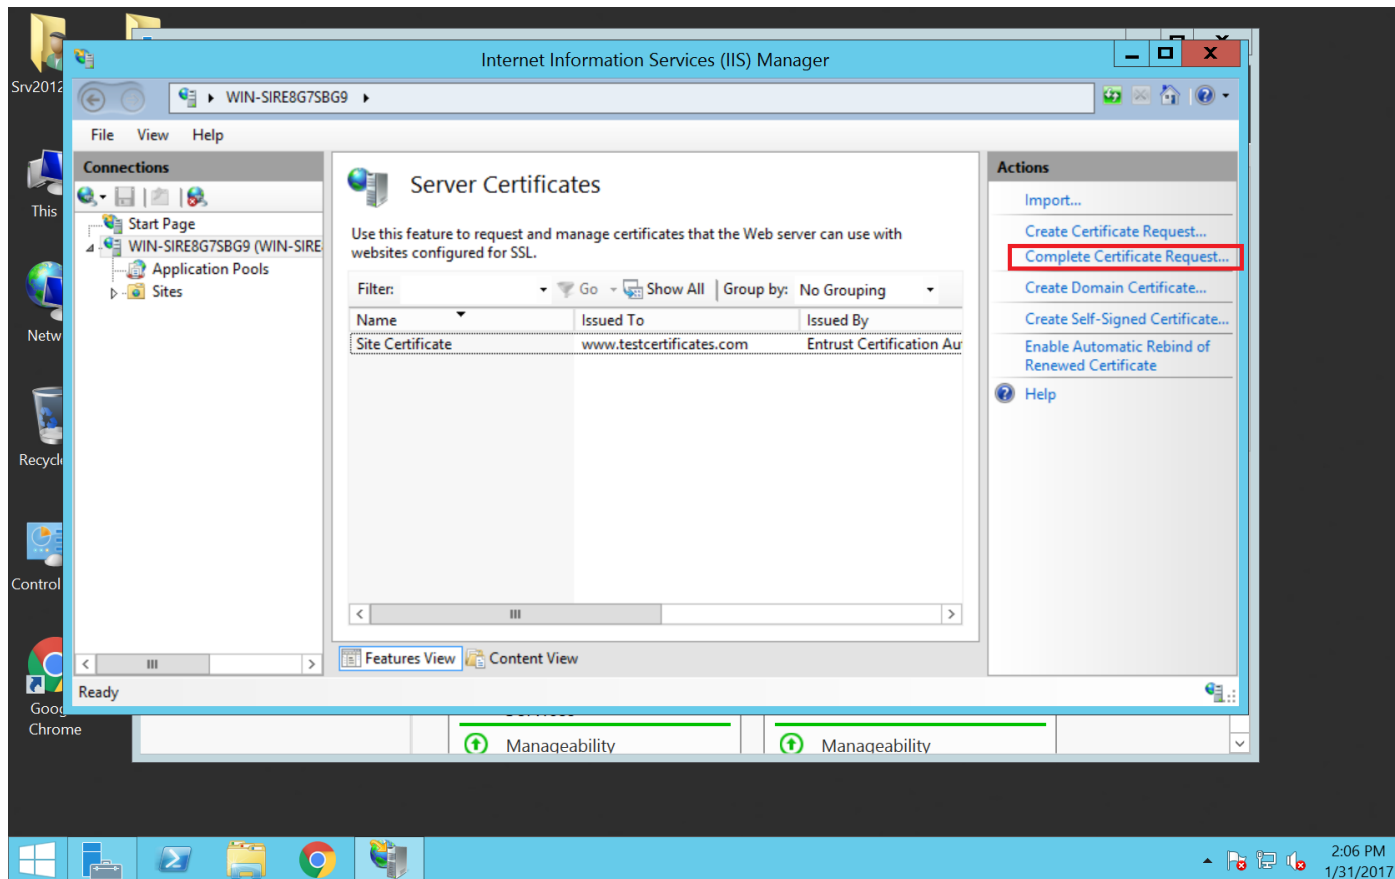 Srv2012
This
Netw
Recycl
Control
Goog
Chrome
Internet Information Services (IIS) Manager
X
WIN-SIRE8G7SBG9
File View Help
Connections
Start Page
WIN-SIRE8G7SBG9 (WIN-SIRE
Application Pools
Sites
Server Certificates
Use this feature to request and manage certificates that the Web server can use with
websites configured for SSL.
Filter: Go Show All Group by: No Grouping
Name Issued To Issued By
Site Certificate www.testcertificates.com Entrust Certification Au
Features View Content View
Actions
Import...
Create Certificate Request...
Complete Certificate Request...
Create Domain Certificate...
Create Self-Signed Certificate...
Enable Automatic Rebind of
Renewed Certificate
Help
Ready
Manageability Manageability
2:06 PM
1/31/2017